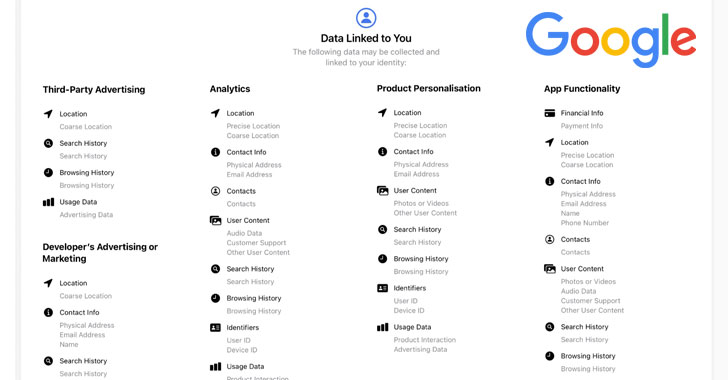 Data Linked to You
The following data may be collected and
linked to your identity:
Google
Third-Party Advertising
Location
Coarse Location
Search History
Search History
Browsing History
Browsing History
Usage Data
Advertising Data
Developer's Advertising or
Marketing
Location
Coarse Location
Contact Info
Physical Address
Email Address
Name
Search History
Search History
Analytics
Location
Precise Location
Coarse Location
Contact Info
Physical Address
Email Address
Contacts
Contacts
User Content
Audio Data
Customer Support
Other User Content
Search History
Search History
Browsing History
Browsing History
Identifiers
User ID
Device ID
Usage Data
Product Interaction
Product Personalisation
Location
Precise Location
Coarse Location
Contact Info
Physical Address
Email Address
User Content
Photos or Videos
Other User Content
Search History
Search History
Browsing History
Browsing History
Identifiers
User ID
Device ID
Usage Data
Product Interaction
Advertising Data
App Functionality
Financial Info
Payment Info
Location
Precise Location
Coarse Location
Contact Info
Physical Address
Email Address
Name
Phone Number
Contacts
Contacts
User Content
Photos or Videos
Audio Data
Customer Support
Other User Content
Search History
Search History
Browsing History
Browsing History